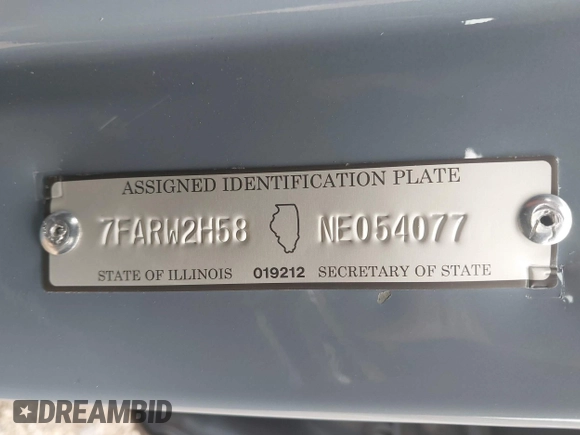 ASSIGNED IDENTIFICATION PLATE
7FARW2H58 NE054077
STATE OF ILLINOIS 019212 SECRETARY OF STATE
DREAMBID